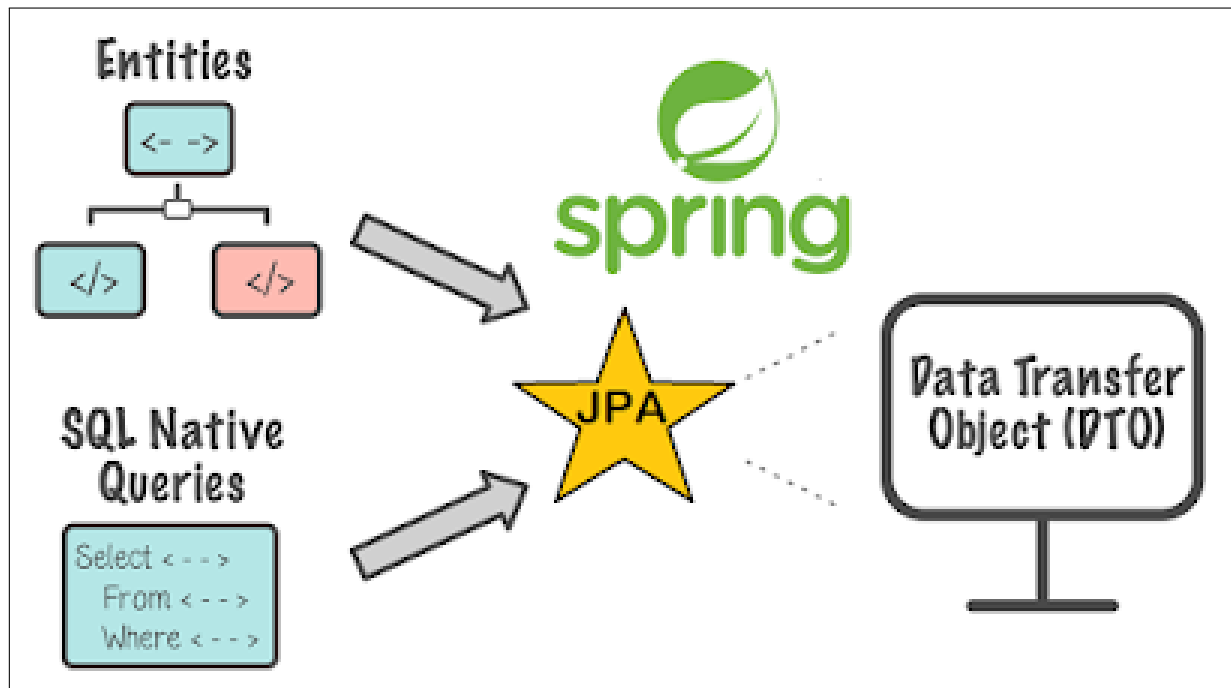 Entities
<- ->
</>
</>
SQL Native
Queries
Select <-->
From <-->
Where <-->
spring
JPA
Data Transfer
Object (DTO)